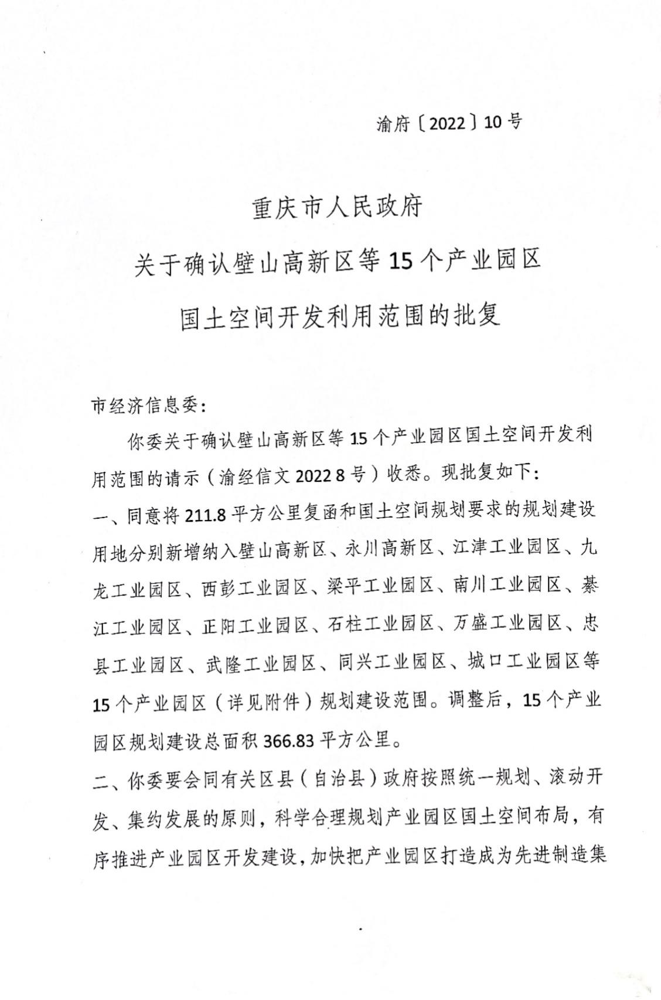 渝府〔2022〕10号
重庆市人民政府
关于确认壁山高新区等15个产业园区
国土空间开发利用范围的批复
市经济信息委：
你委关于确认壁山高新区等15个产业园区国土空间开发利
用范围的请示（渝经信文2022 8号）收悉。现批复如下：
一、同意将211.8平方公里复函和国土空间规划要求的规划建设
用地分别新增纳入壁山高新区、永川高新区、江津工业园区、九
龙工业园区、西彭工业园区、梁平工业园区、南川工业园区、綦
江工业园区、正阳工业园区、石柱工业园区、万盛工业园区、忠
县工业园区、武隆工业园区、同兴工业园区、城口工业园区等
15个产业园区（详见附件）规划建设范围。调整后，15个产业
园区规划建设总面积366.83平方公里。
二、你委要会同有关区县（自治县）政府按照统一规划、滚动开
发、集约发展的原则，科学合理规划产业园区国土空间布局，有
序推进产业园区开发建设，加快把产业园区打造成为先进制造集